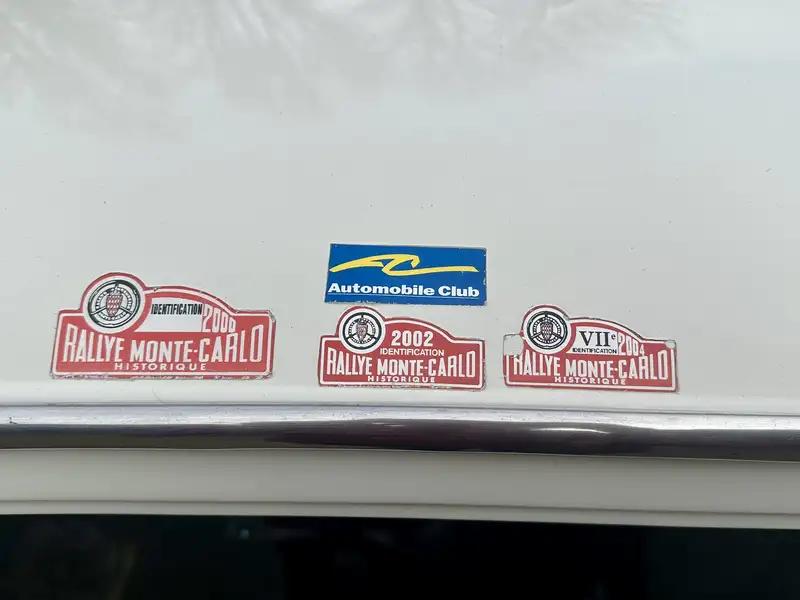 Automobile Club
IDENTIFICATION
RALLYE MONTE-CARLO
HISTORIQUE
2002
IDENTIFICATION
RALLYE MONTE-CARLO
HISTORIQUE
VIIe
IDENTIFICATION
2004
RALLYE MONTE-CARLO
HISTORIQUE